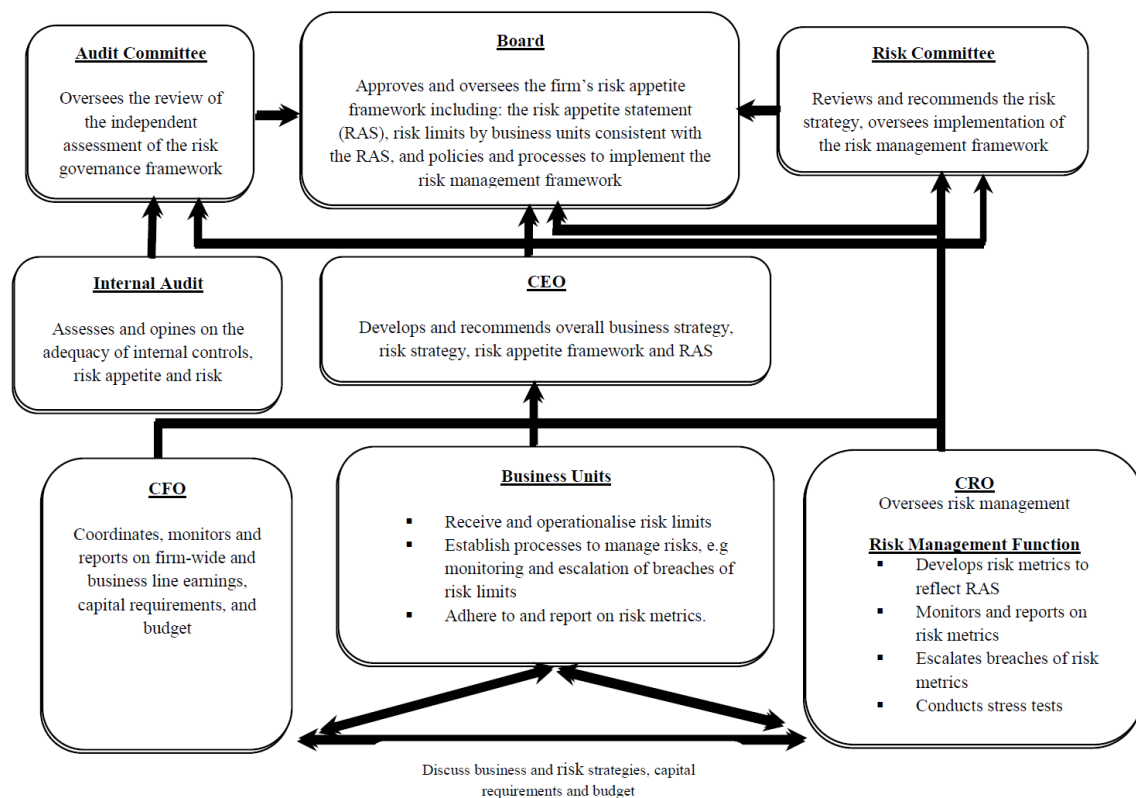 Audit Committee
Oversees the review of
the independent
assessment of the risk
governance framework
Board
Approves and oversees the firm's risk appetite
framework including: the risk appetite statement
(RAS), risk limits by business units consistent with
the RAS, and policies and processes to implement the
risk management framework
Risk Committee
Reviews and recommends the risk
strategy, oversees implementation of
the risk management framework
Internal Audit
Assesses and opines on the
adequacy of internal controls,
risk appetite and risk
CEO
Develops and recommends overall business strategy,
risk strategy, risk appetite framework and RAS
CFO
Coordinates, monitors and
reports on firm-wide and
business line earnings,
capital requirements, and
budget
Business Units
▪ Receive and operationalise risk limits
▪ Establish processes to manage risks, e.g
monitoring and escalation of breaches of
risk limits
▪ Adhere to and report on risk metrics.
CRO
Oversees risk management
Risk Management Function
▪ Develops risk metrics to
reflect RAS
▪ Monitors and reports on
risk metrics
▪ Escalates breaches of risk
metrics
▪ Conducts stress tests
Discuss business and risk strategies, capital
requirements and budget